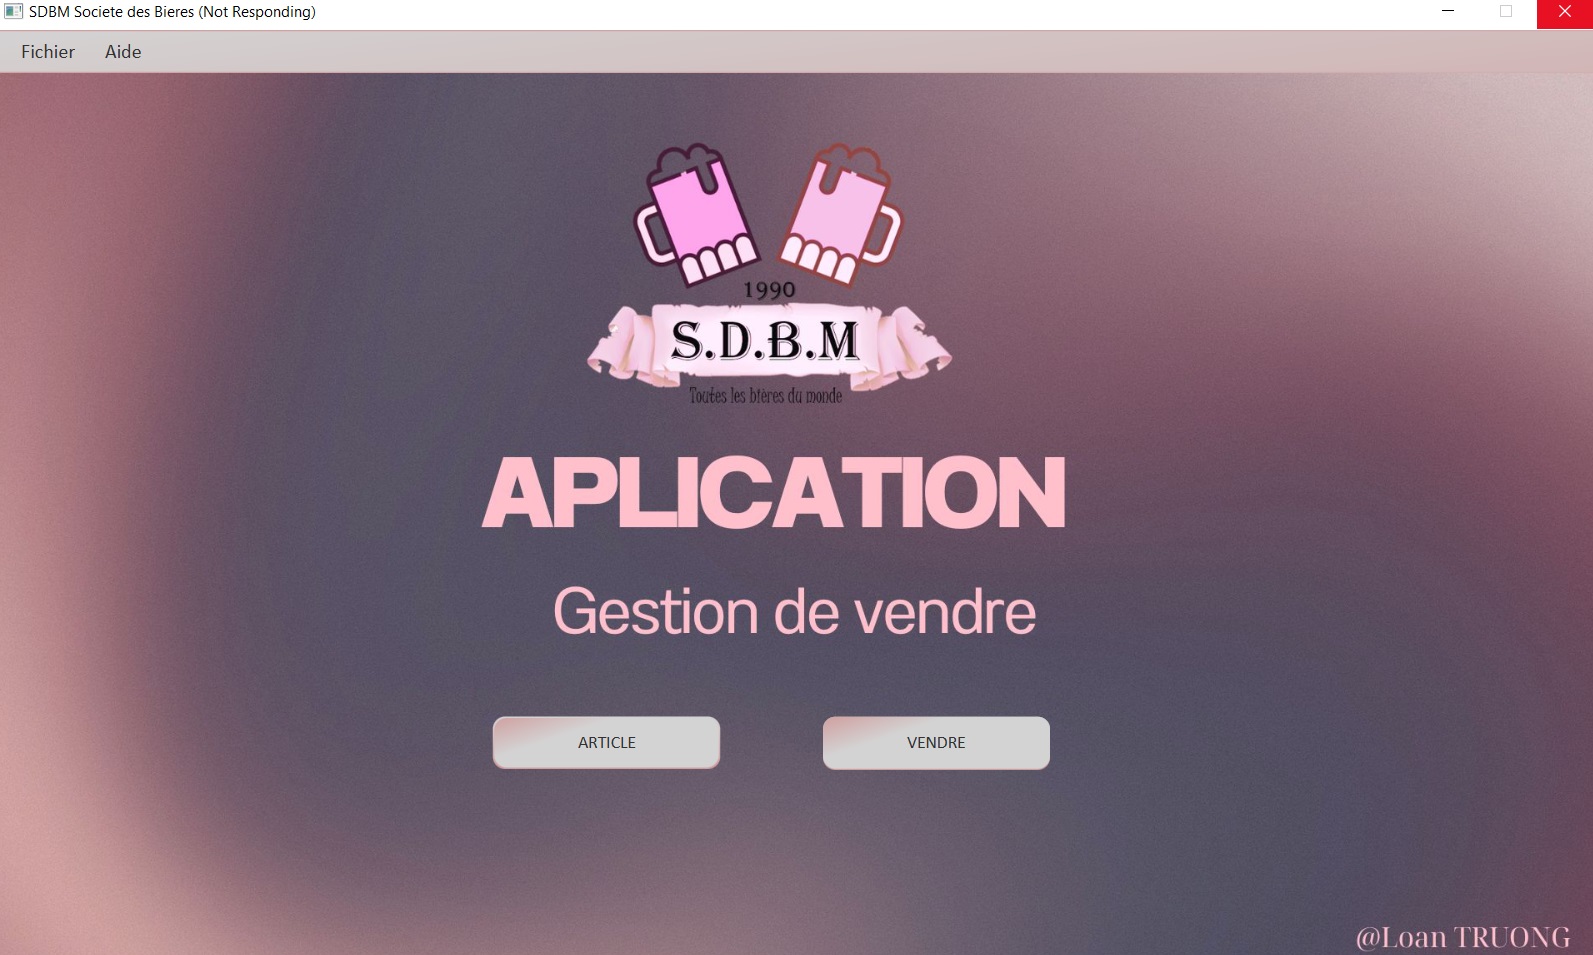 SDBM Societe des Bieres (Not Responding)
Fichier Aide
1990
S.D.B.M
Toutes les bières du monde
APLICATION
Gestion de vendre
ARTICLE VENDRE
@Loan TRUONG